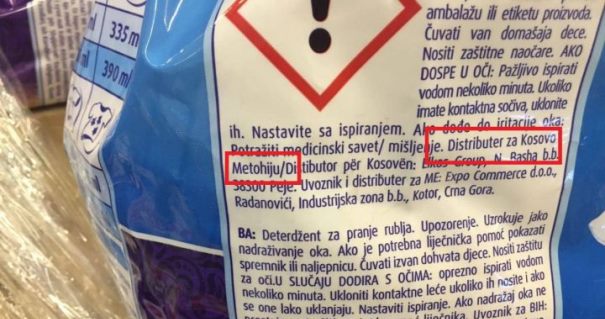 335 m
ml
390 ml
ambalažu ili etiketu proizvoda.
Čuvati van domašaja dece.
Nositi zaštitne naočare. AKO
DOSPE U OČI: Pažljivo ispirati
vodom nekoliko minuta. Ukoliko
imate kontaktna sočiva, uklonite
ih. Nastavite sa ispiranjem. Ako dođe do iritacije oka:
Potražiti medicinski savet/ mišljenje. Distributer za Kosovo
Metohiju/Distibutor për Kosovën: Elkos Group, N. Basha b.b.
38300 Peje. Uvoznik i distributer za ME: Expo Commerce d.o.o.,
Radanovići, Industrijska zona b.b., Kotor, Crna Gora.
BA: Deterdžent za pranje rublja. Upozorenje. Uzrokuje jako
nadraživanje oka. Ako je potrebna liječnička pomoć pokazati
spremnik ili naljepnicu. Čuvati izvan dohvata djece. Nositi zaštitu
za oči.U SLUČAJU DODIRA S OČIMA: oprezno ispirati vodom
nekoliko minuta. Ukloniti kontaktne leće ukoliko ih nosite i ako
se one lako uklanjaju. Nastaviti ispiranje. Ako nadražaj oka ne
Uvoznik za BIH: